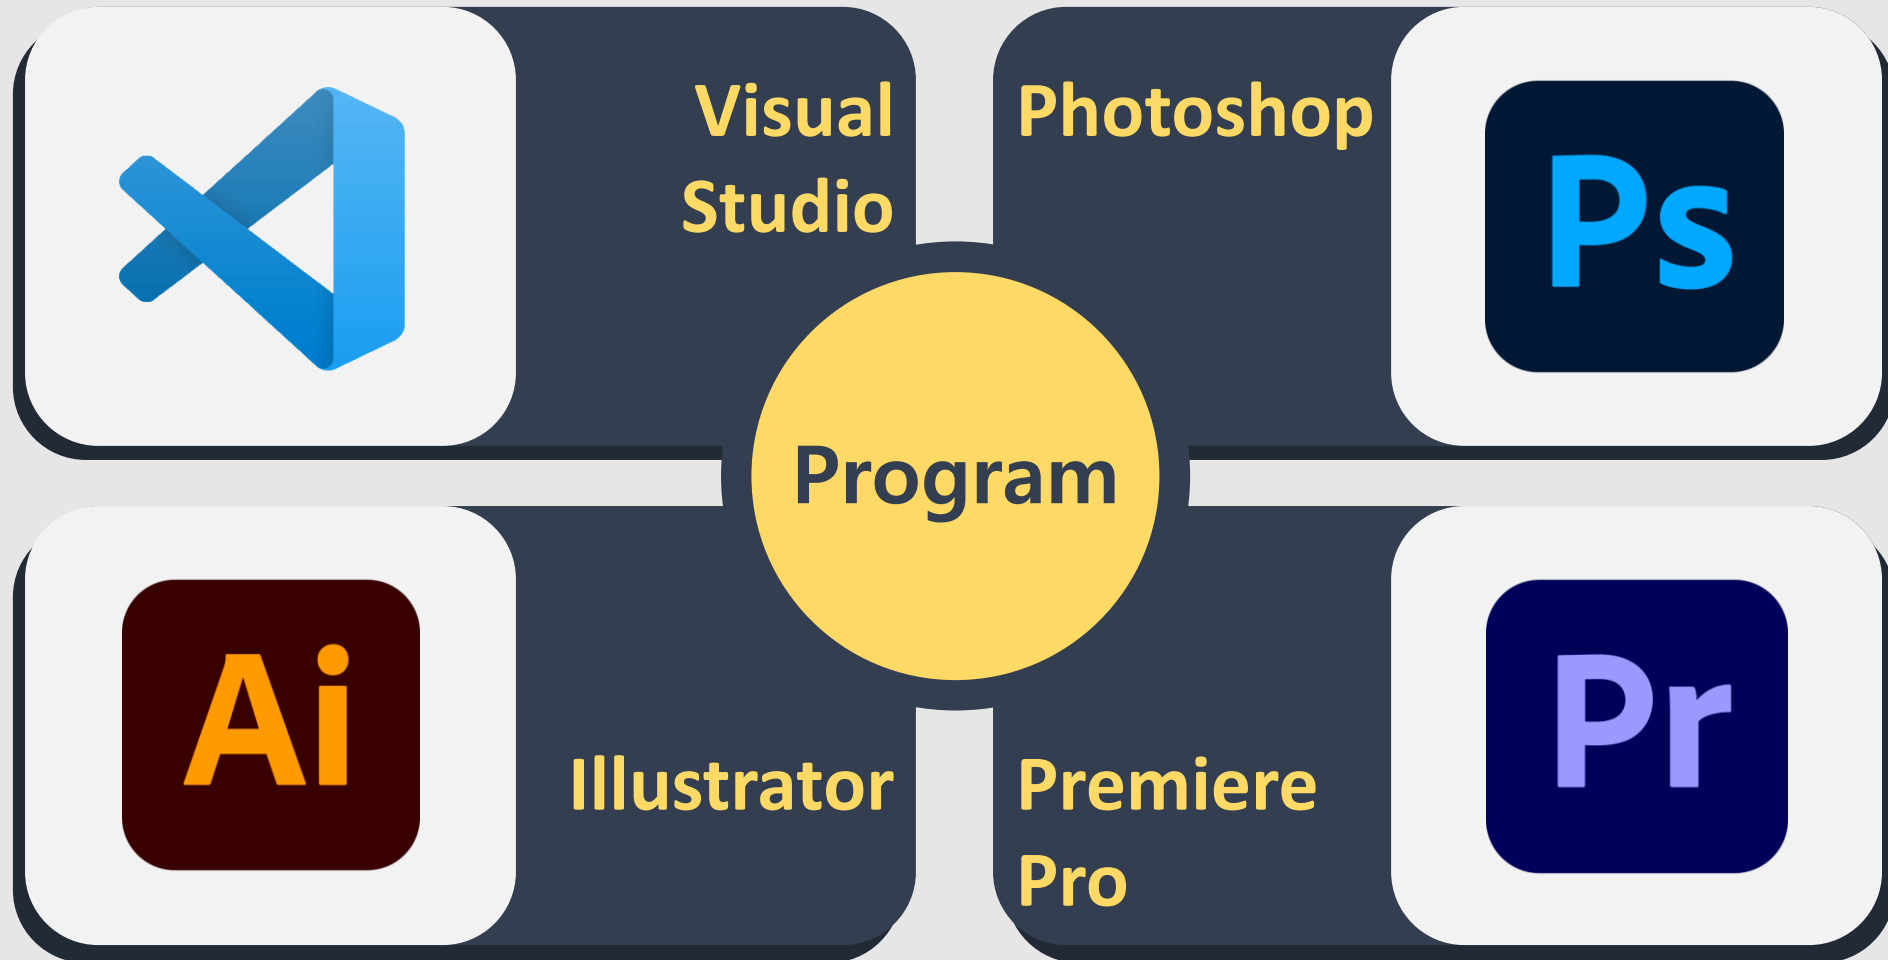 Visual
Studio
Photoshop
Ps
Program
Ai
Illustrator
Premiere
Pro
Pr